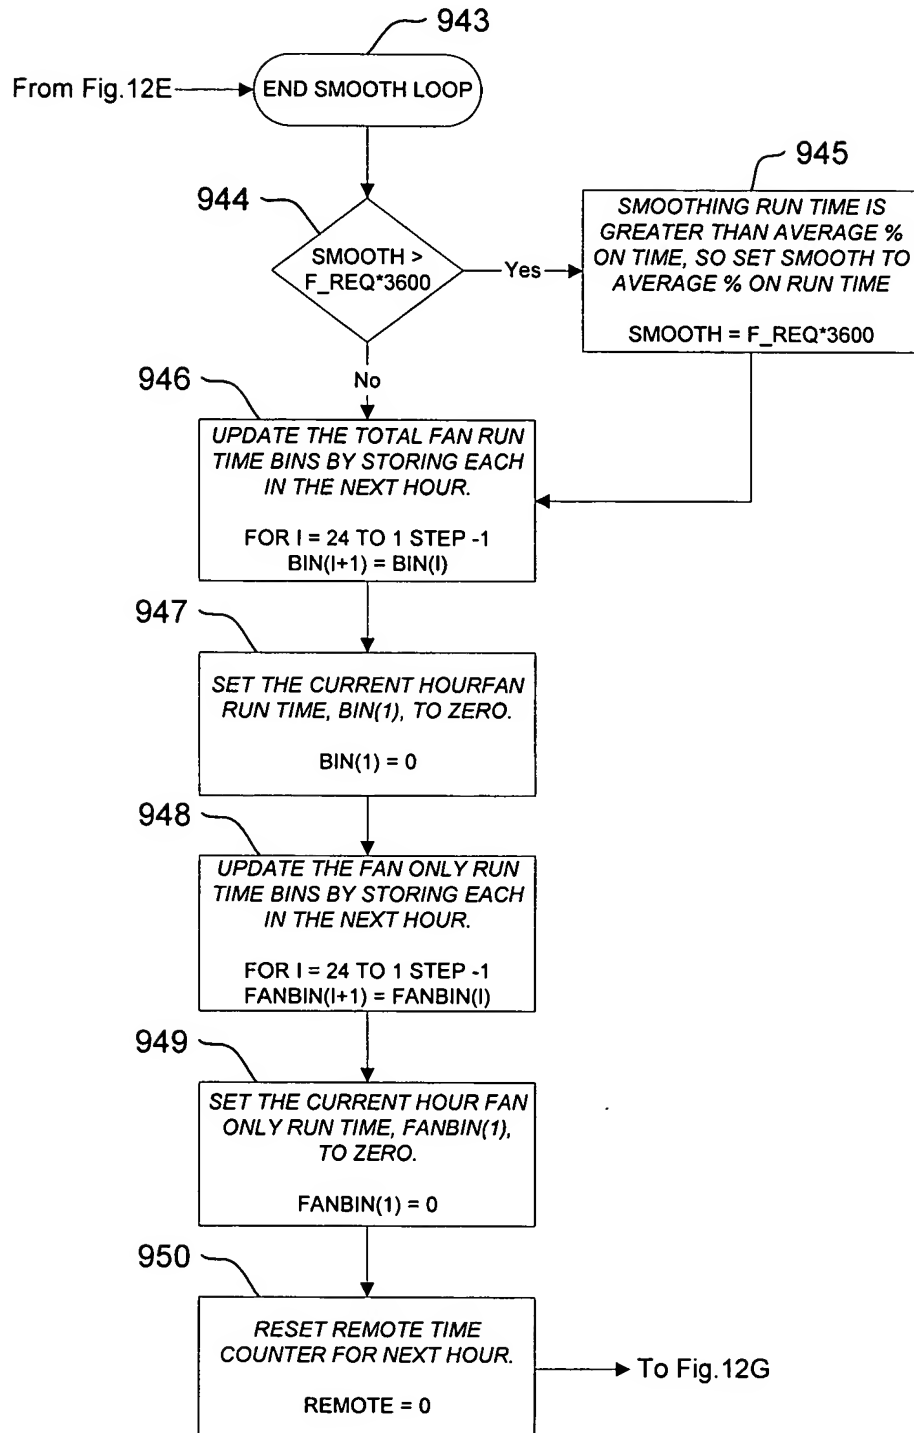 943
From Fig.12E
END SMOOTH LOOP
944
SMOOTH >
F_REQ*3600
Yes
945
SMOOTHING RUN TIME IS
GREATER THAN AVERAGE %
ON TIME, SO SET SMOOTH TO
AVERAGE % ON RUN TIME
SMOOTH = F_REQ*3600
No
946
UPDATE THE TOTAL FAN RUN
TIME BINS BY STORING EACH
IN THE NEXT HOUR.
FOR I = 24 TO 1 STEP -1
BIN(I+1) = BIN(I)
947
SET THE CURRENT HOURFAN
RUN TIME, BIN(1), TO ZERO.
BIN(1) = 0
948
UPDATE THE FAN ONLY RUN
TIME BINS BY STORING EACH
IN THE NEXT HOUR.
FOR I = 24 TO 1 STEP -1
FANBIN(I+1) = FANBIN(I)
949
SET THE CURRENT HOUR FAN
ONLY RUN TIME, FANBIN(1),
TO ZERO.
FANBIN(1) = 0
950
RESET REMOTE TIME
COUNTER FOR NEXT HOUR.
REMOTE = 0
To Fig.12G